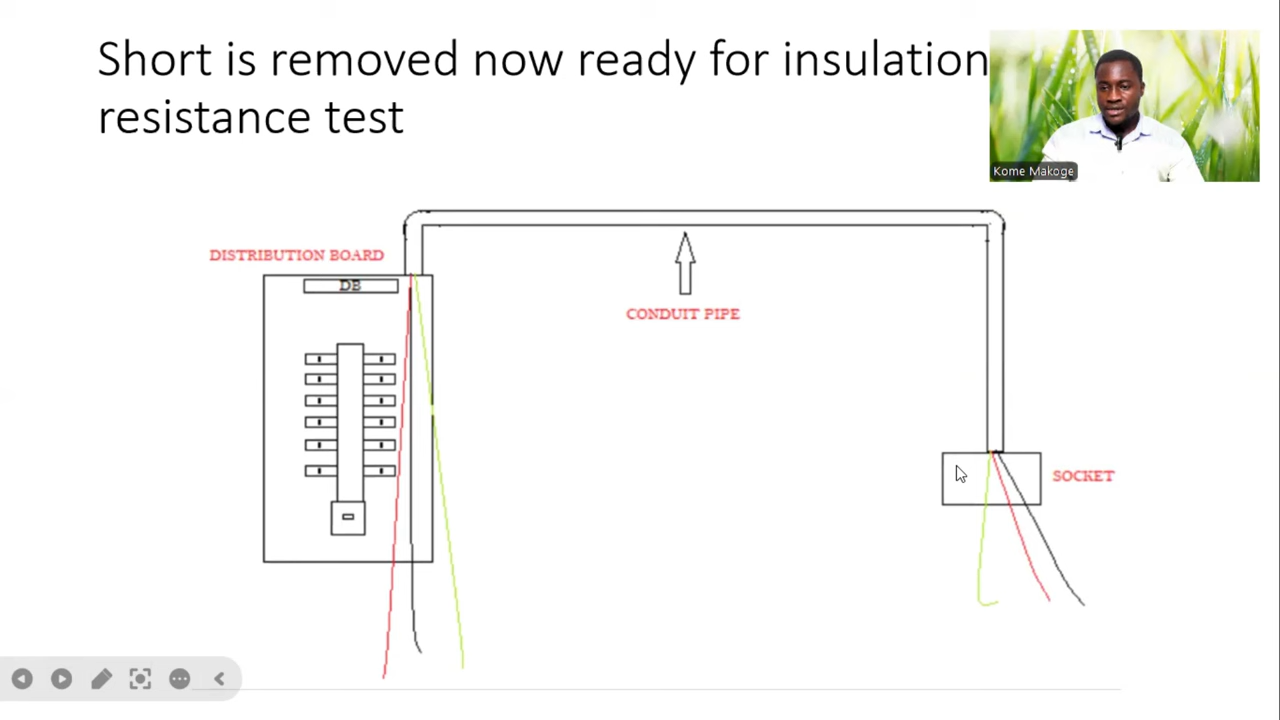 Short is removed now ready for insulation
resistance test
Kome Makoge
DISTRIBUTION BOARD
DB
CONDUIT PIPE
SOCKET